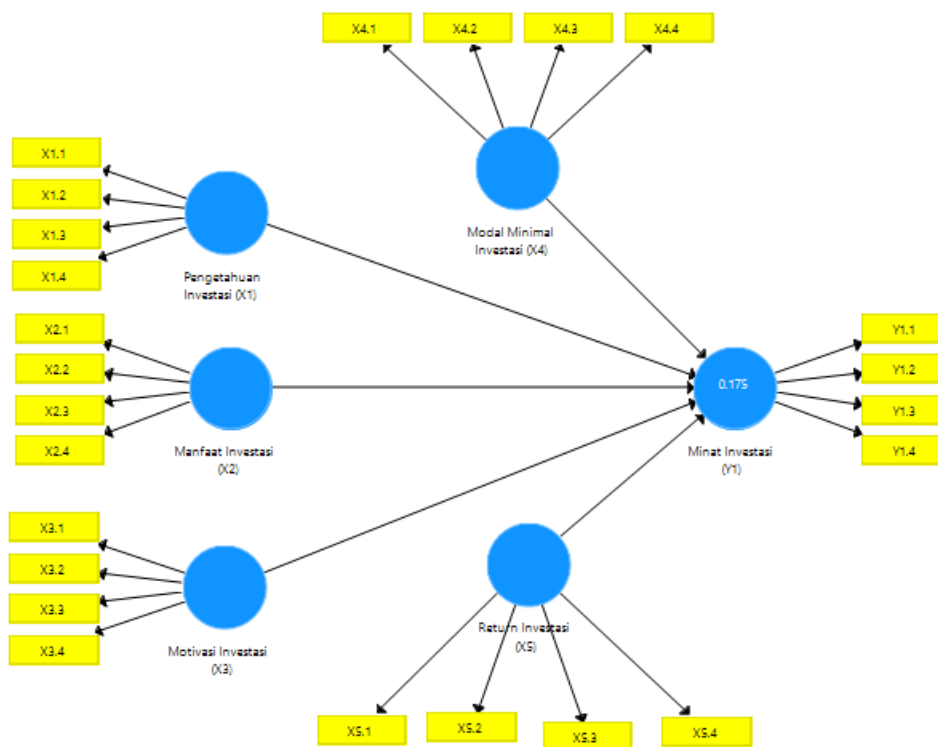 X4.1
X4.2
X4.3
X4.4
X1.1
X1.2
X1.3
X1.4
Pengetahuan
Investasi (X1)
Modal Minimal
Investasi (X4)
X2.1
X2.2
X2.3
X2.4
Manfaat Investasi
(X2)
0.175
Minat Investasi
(Y1)
Y1.1
Y1.2
Y1.3
Y1.4
X3.1
X3.2
X3.3
X3.4
Motivasi Investasi
(X3)
Return Investasi
(X5)
X5.1
X5.2
X5.3
X5.4